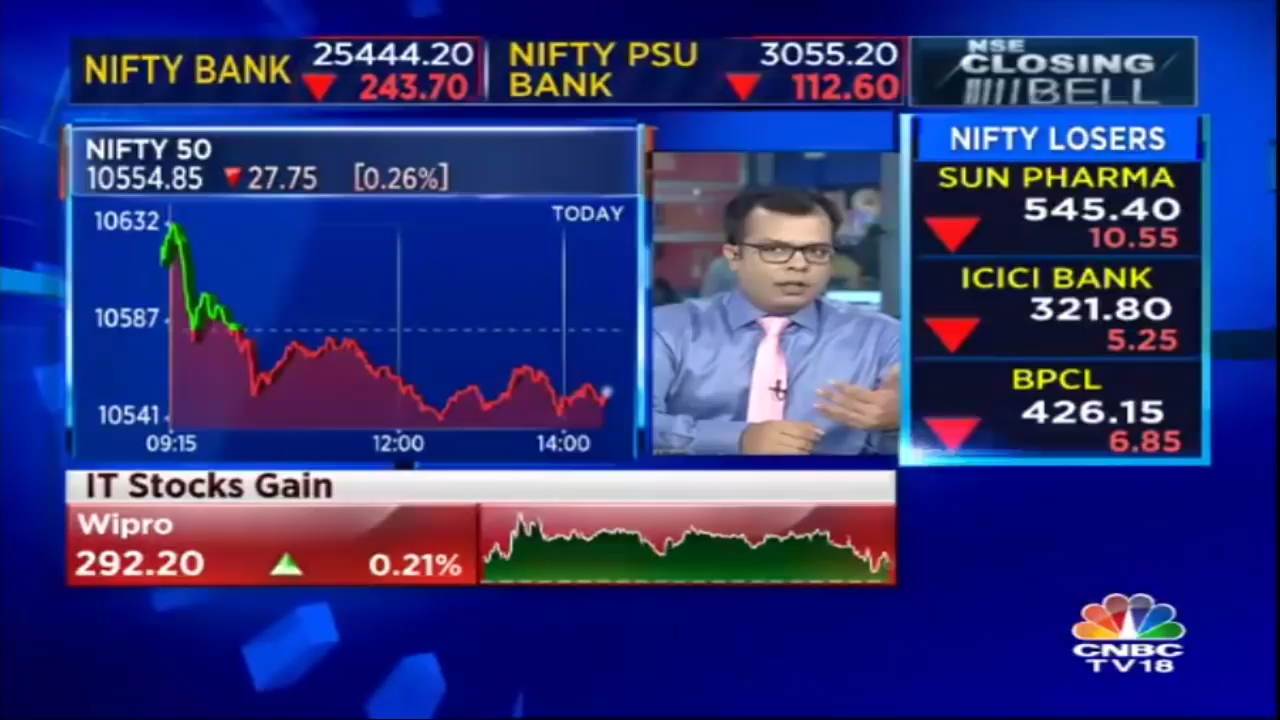 NIFTY BANK
25444.20
243.70
NIFTY PSU
BANK
3055.20
112.60
NSE
CLOSING
BELL
NIFTY 50
10554.85 27.75 [0.26%]
TODAY
10632
10587
10541
09:15 12:00 14:00
NIFTY LOSERS
SUN PHARMA
545.40
10.55
ICICI BANK
321.80
5.25
BPCL
426.15
6.85
IT Stocks Gain
Wipro
292.20 0.21%
CNBC
TV18